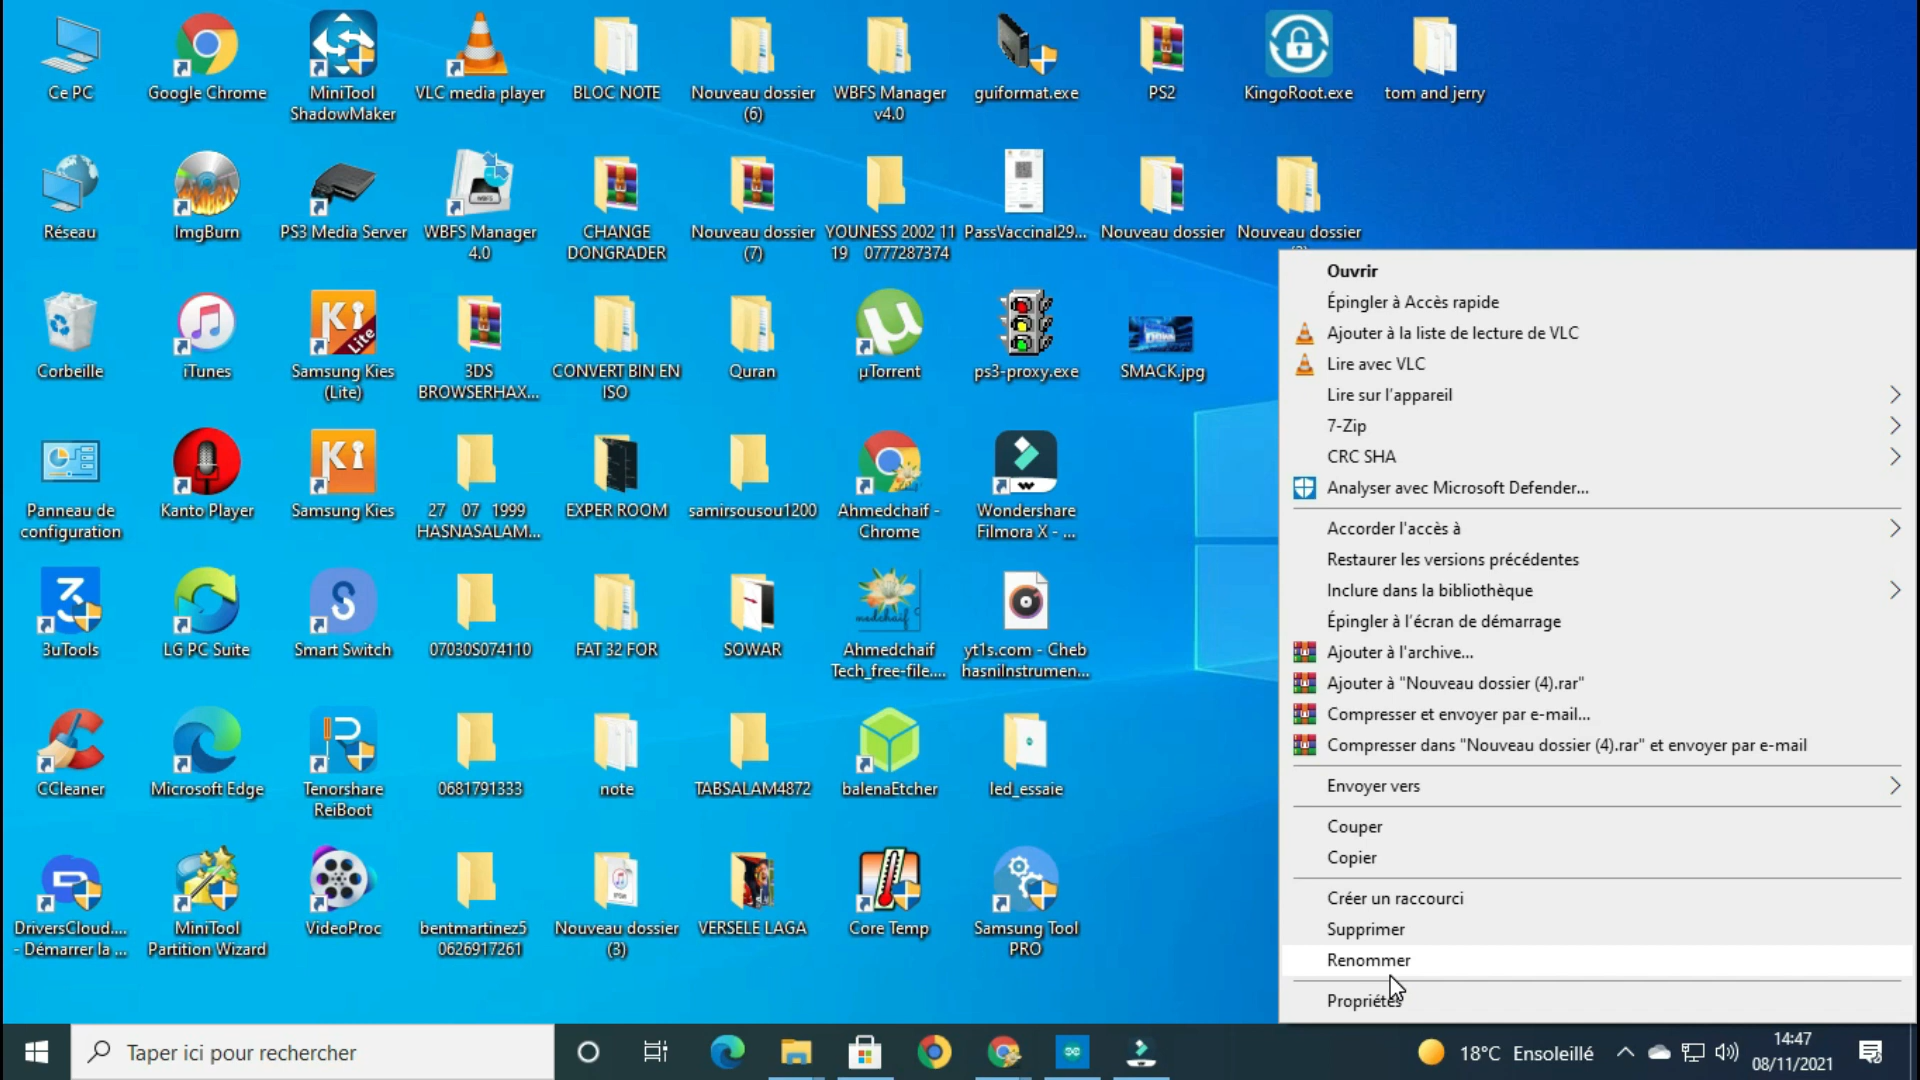 Ce PC
Google Chrome
MiniTool
ShadowMaker
VLC media player
BLOC NOTE
Nouveau dossier
(6)
WBFS Manager
v4.0
guiformat.exe
PS2
KingoRoot.exe
tom and jerry
Réseau
ImgBurn
PS3 Media Server
WBFS Manager
4.0
CHANGE
DONGRADER
Nouveau dossier
(7)
YOUNESS 2002 11
19 0777287374
PassVaccinal29...
Nouveau dossier
Nouveau dossier
Corbeille
iTunes
Samsung Kies
(Lite)
3DS
BROWSERHAX...
CONVERT BIN EN
ISO
Quran
µTorrent
ps3-proxy.exe
SMACK.jpg
Panneau de
configuration
Kanto Player
Samsung Kies
27 07 1999
HASNASALAM...
EXPER ROOM
samirsousou1200
Ahmedchaif -
Chrome
Wondershare
Filmora X - ...
3uTools
LG PC Suite
Smart Switch
07030S074110
FAT 32 FOR
SOWAR
Ahmedchaif
Tech_free-file....
yt1s.com - Cheb
hasniInstrumen...
CCleaner
Microsoft Edge
Tenorshare
ReiBoot
0681791333
note
TABSALAM4872
balenaEtcher
led_essaie
DriversCloud....
- Démarrer la ...
MiniTool
Partition Wizard
VideoProc
bentmartinez5
0626917261
Nouveau dossier
(3)
VERSELE LAGA
Core Temp
Samsung Tool
PRO
Ouvrir
Épingler à Accès rapide
Ajouter à la liste de lecture de VLC
Lire avec VLC
Lire sur l'appareil
7-Zip
CRC SHA
Analyser avec Microsoft Defender...
Accorder l'accès à
Restaurer les versions précédentes
Inclure dans la bibliothèque
Épingler à l'écran de démarrage
Ajouter à l'archive...
Ajouter à "Nouveau dossier (4).rar"
Compresser et envoyer par e-mail...
Compresser dans "Nouveau dossier (4).rar" et envoyer par e-mail
Envoyer vers
Couper
Copier
Créer un raccourci
Supprimer
Renommer
Propriétés
Taper ici pour rechercher
18°C Ensoleillé
14:47
08/11/2021